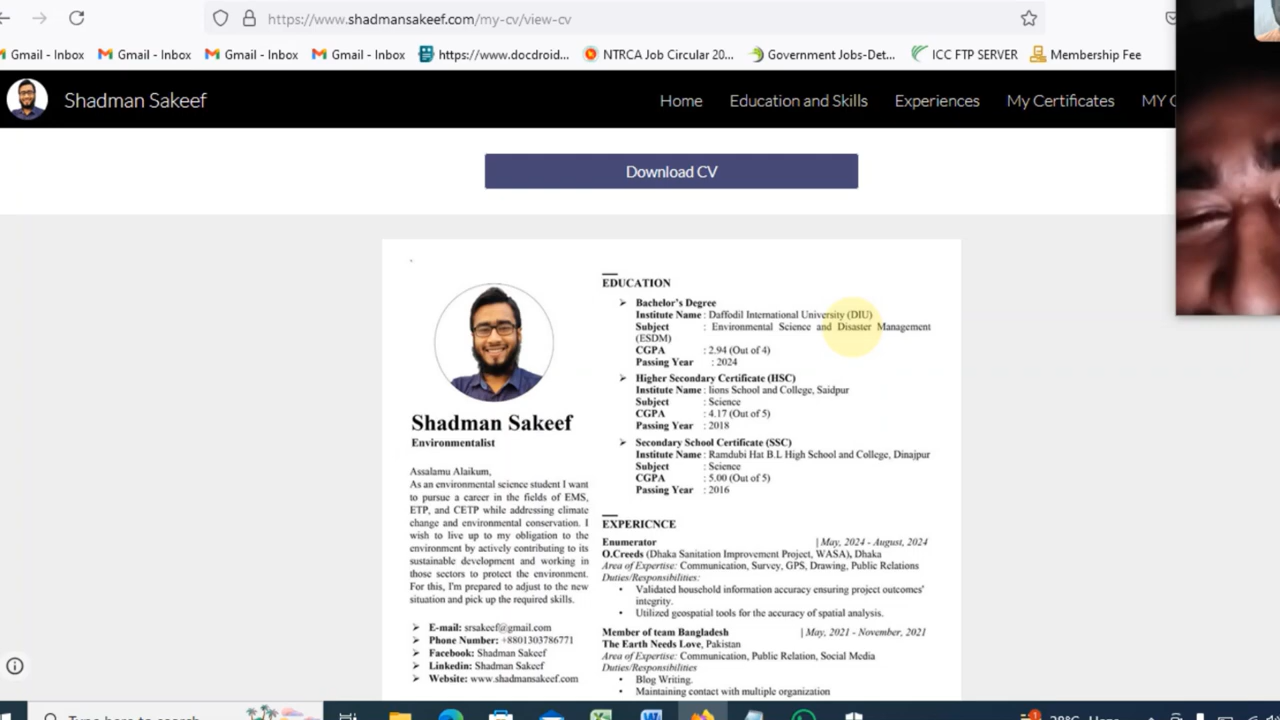 https://www.shadmansakeef.com/my-cv/view-cv
Gmail - Inbox
Gmail - Inbox
Gmail - Inbox
Gmail - Inbox
https://www.docdroid...
NTRCA Job Circular 20...
Government Jobs-Det...
ICC FTP SERVER
Membership Fee
Shadman Sakeef
Home
Education and Skills
Experiences
My Certificates
MY
Download CV
Shadman Sakeef
Environmentalist
Assalamu Alaikum,
As an environmental science student I want
to pursue a career in the fields of EMS,
ETP, and CETP while addressing climate
change and environmental conservation. I
wish to live up to my obligation to the
environment by actively contributing to its
sustainable development and working in
those sectors to protect the environment.
For this, I'm prepared to adjust to the new
situation and pick up the required skills.
➢ E-mail: srsakeef@gmail.com
➢ Phone Number: +8801303786771
➢ Facebook: Shadman Sakeef
➢ Linkedin: Shadman Sakeef
➢ Website: www.shadmansakeef.com
EDUCATION
➢ Bachelor's Degree
Institute Name : Daffodil International University (DIU)
Subject : Environmental Science and Disaster Management
(ESDM)
CGPA : 2.94 (Out of 4)
Passing Year : 2024
➢ Higher Secondary Certificate (HSC)
Institute Name : lions School and College, Saidpur
Subject : Science
CGPA : 4.17 (Out of 5)
Passing Year : 2018
➢ Secondary School Certificate (SSC)
Institute Name : Ramdubi Hat B.L High School and College, Dinajpur
Subject : Science
CGPA : 5.00 (Out of 5)
Passing Year : 2016
EXPERICNCE
Enumerator | May, 2024 - August, 2024
O.Creeds (Dhaka Sanitation Improvement Project, WASA), Dhaka
Area of Expertise: Communication, Survey, GPS, Drawing, Public Relations
Duties/Responsibilities:
• Validated household information accuracy ensuring project outcomes'
integrity.
• Utilized geospatial tools for the accuracy of spatial analysis.
Member of team Bangladesh | May, 2021 - November, 2021
The Earth Needs Love, Pakistan
Area of Expertise: Communication, Public Relation, Social Media
Duties/Responsibilities
• Blog Writing.
• Maintaining contact with multiple organization
Type here to search